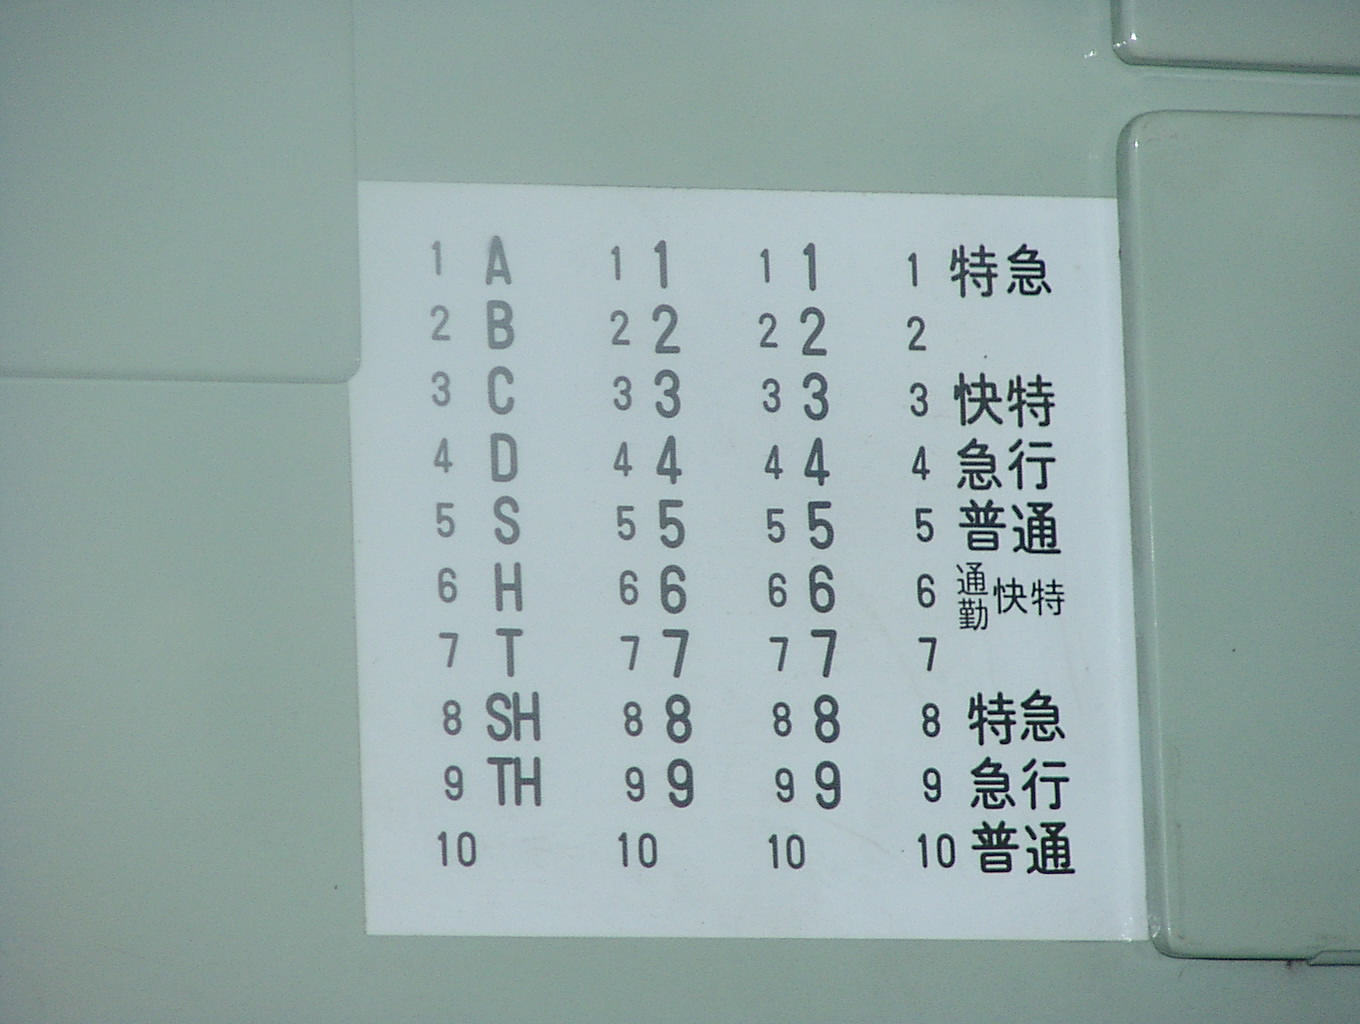 1 A 1 1 1 1 1 特急
2 B 2 2 2 2 2
3 C 3 3 3 3 3 快特
4 D 4 4 4 4 4 急行
5 S 5 5 5 5 5 普通
6 H 6 6 6 6 6 通勤快特
7 T 7 7 7 7 7
8 SH 8 8 8 8 8 特急
9 TH 9 9 9 9 9 急行
10 10 10 10 普通